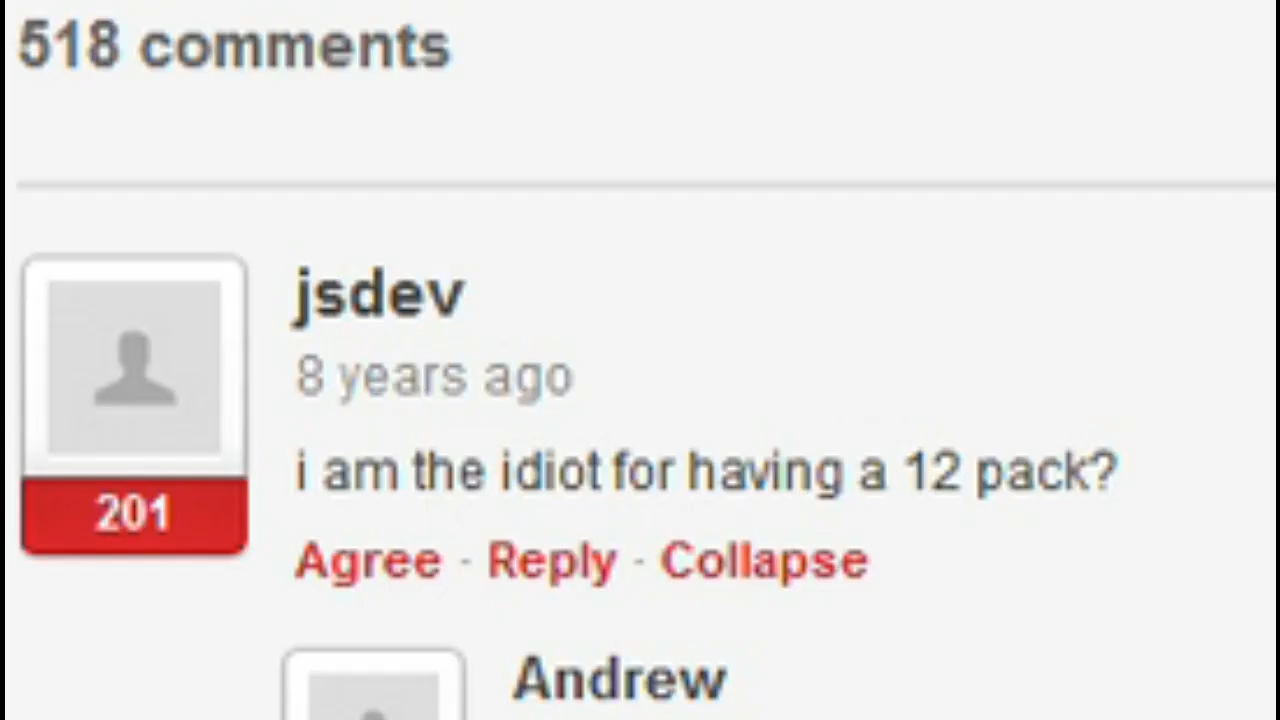 518 comments
jsdev
8 years ago
i am the idiot for having a 12 pack?
201
Agree - Reply - Collapse
Andrew